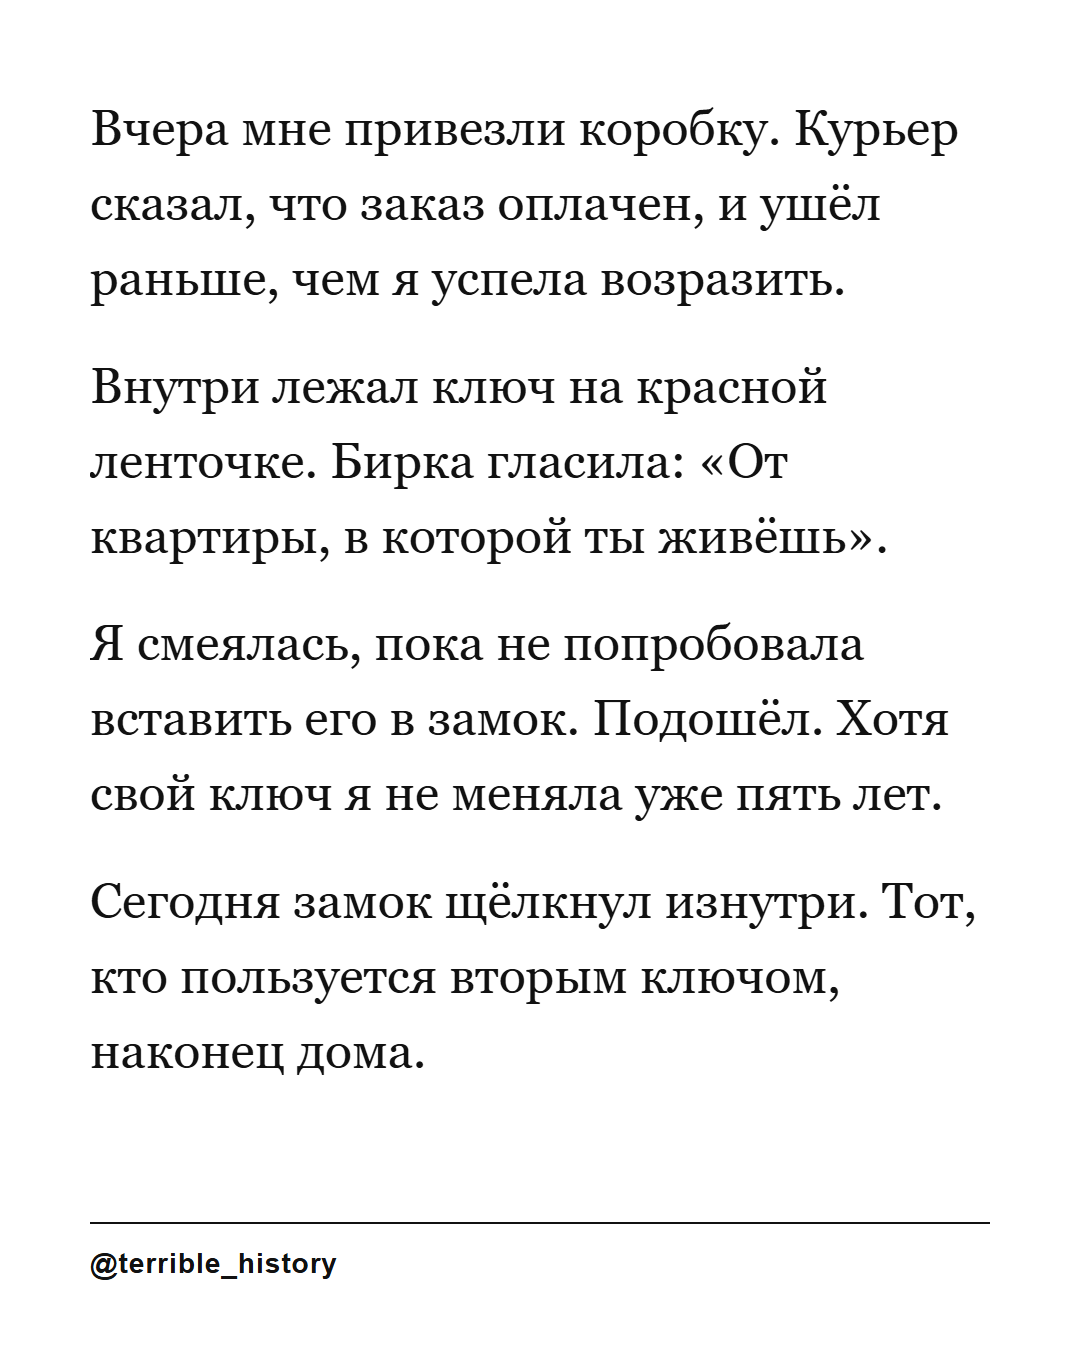 Вчера мне привезли коробку. Курьер
сказал, что заказ оплачен, и ушёл
раньше, чем я успела возразить.
Внутри лежал ключ на красной
ленточке. Бирка гласила: «От
квартиры, в которой ты живёшь».
Я смеялась, пока не попробовала
вставить его в замок. Подошёл. Хотя
свой ключ я не меняла уже пять лет.
Сегодня замок щёлкнул изнутри. Тот,
кто пользуется вторым ключом,
наконец дома.
@terrible_history